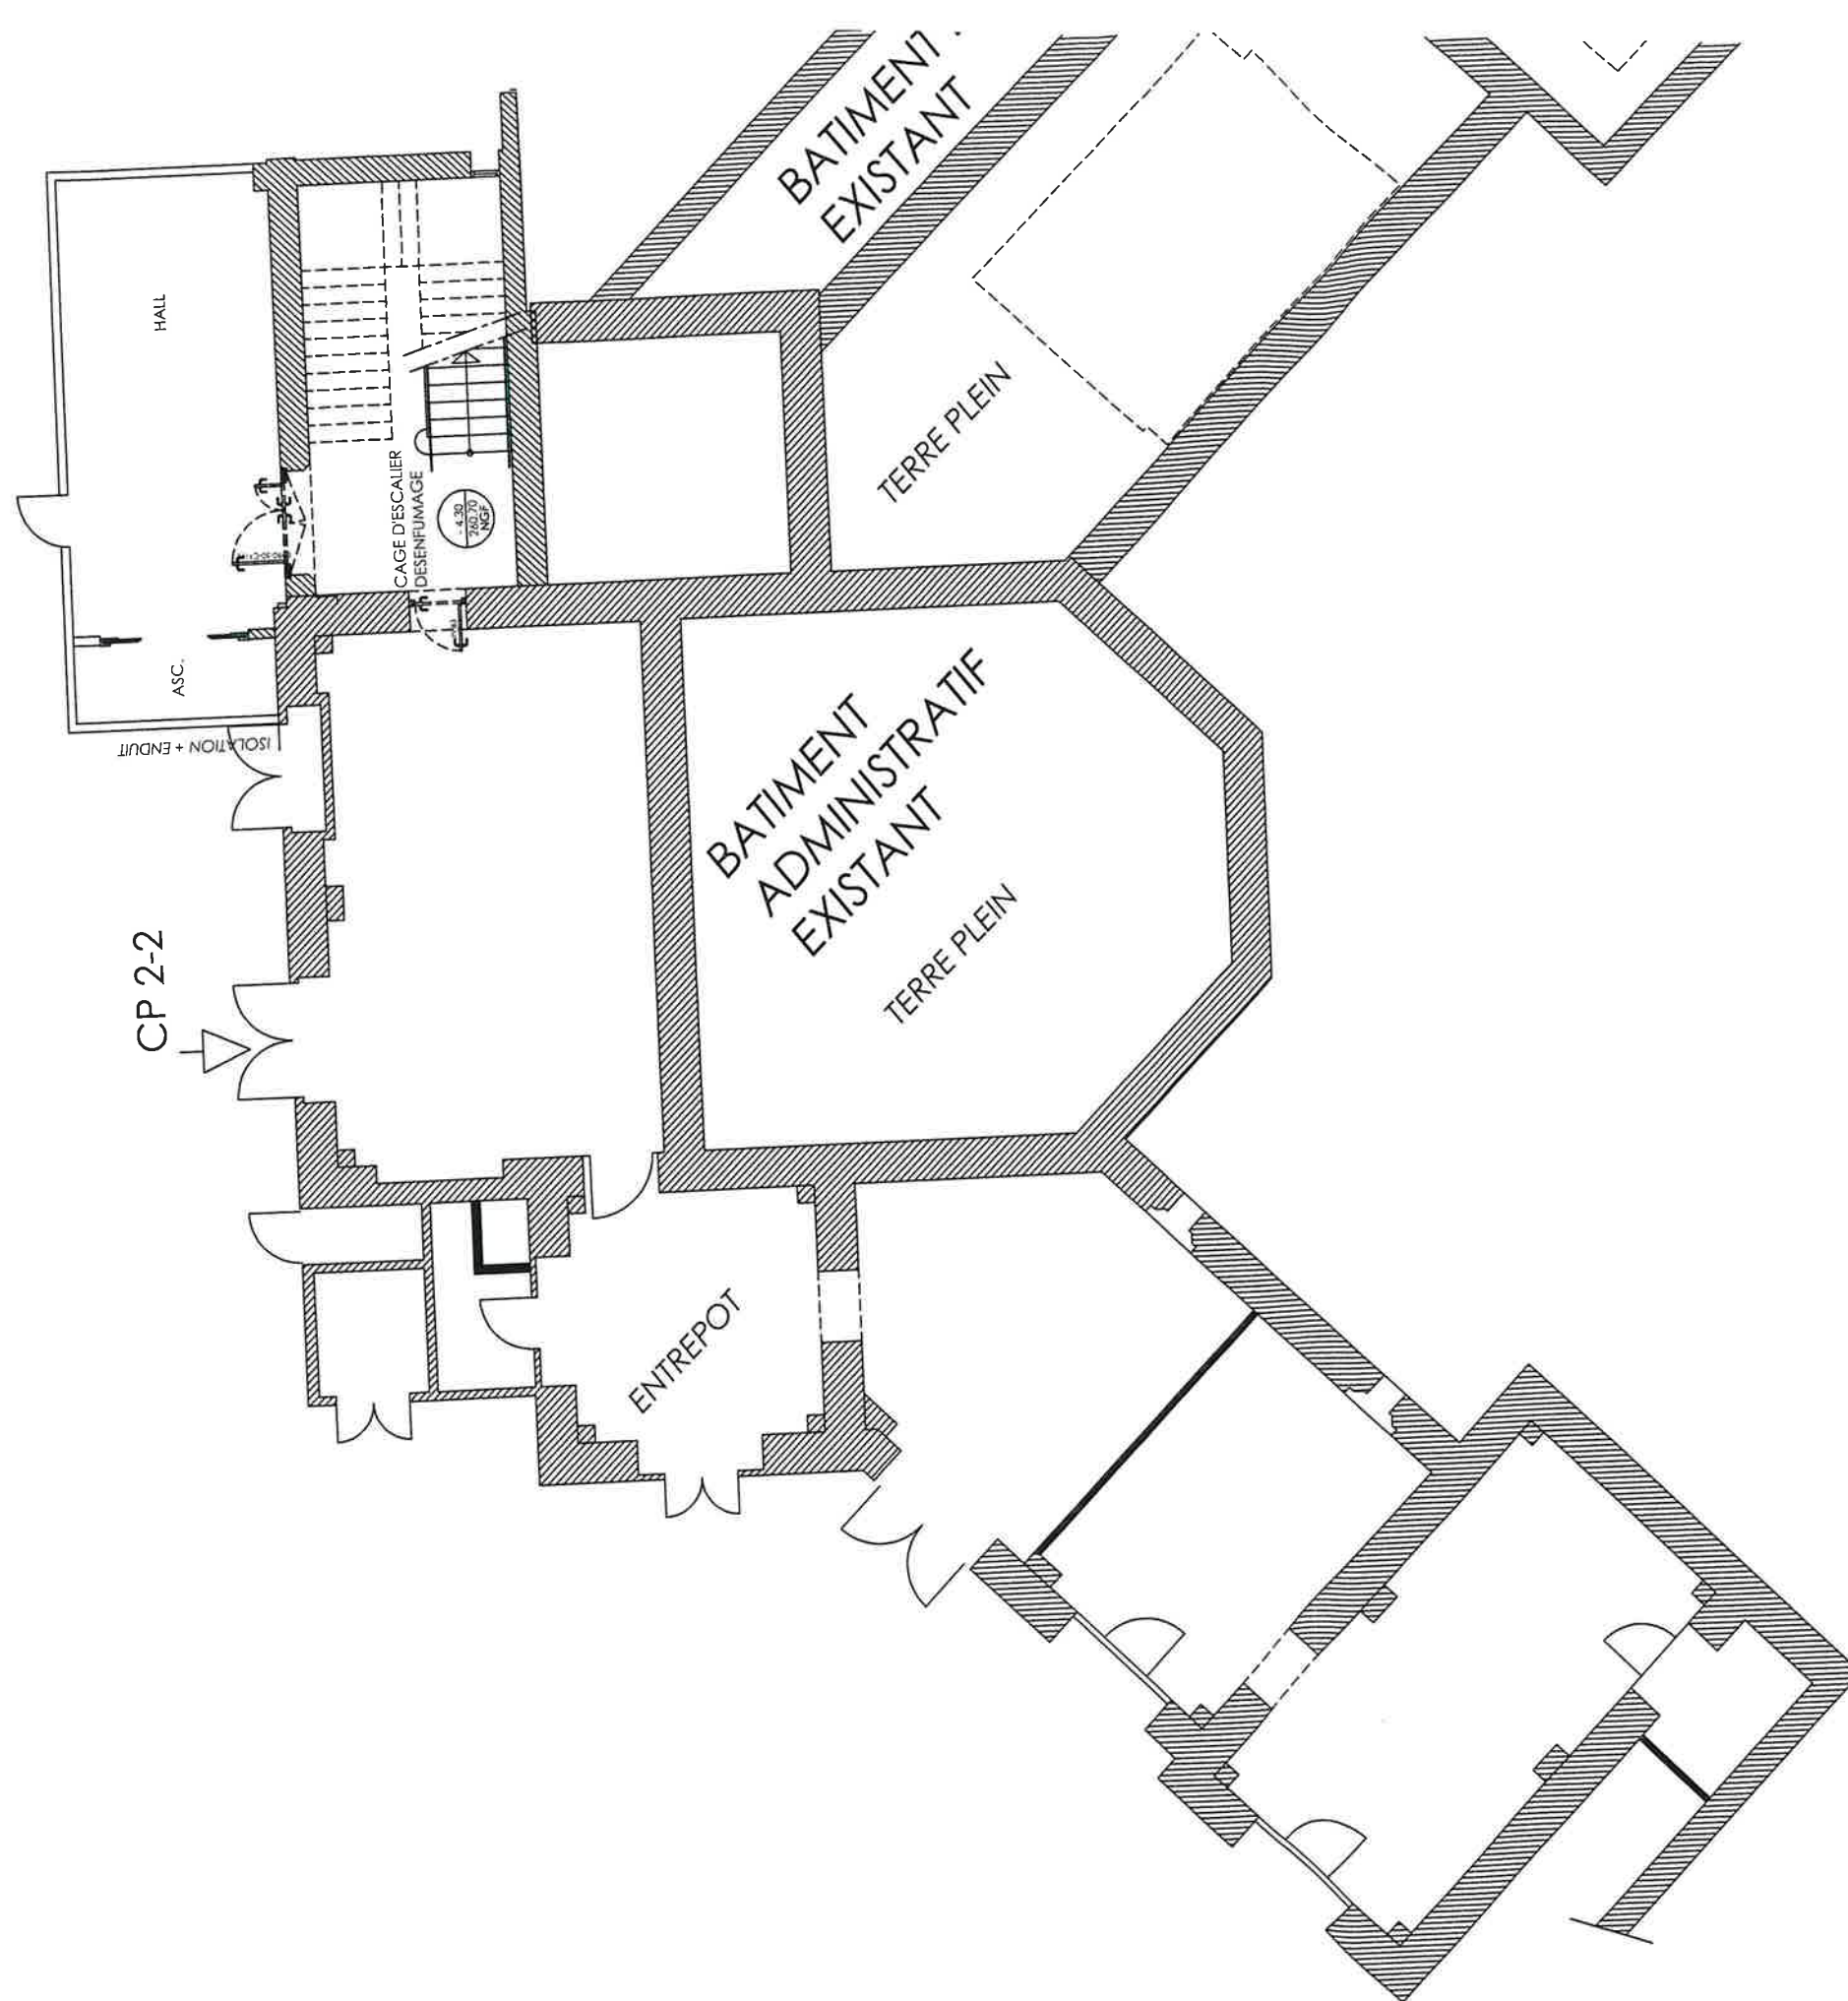 BATIMENT
EXISTANT
HALL
CAGE D'ESCALIER
DESENFUMAGE
- 4.30
260.70
NGF
TERRE PLEIN
ASC.
ISOLATION + ENDUIT
BATIMENT
ADMINISTRATIF
EXISTANT
TERRE PLEIN
CP 2-2
ENTREPOT